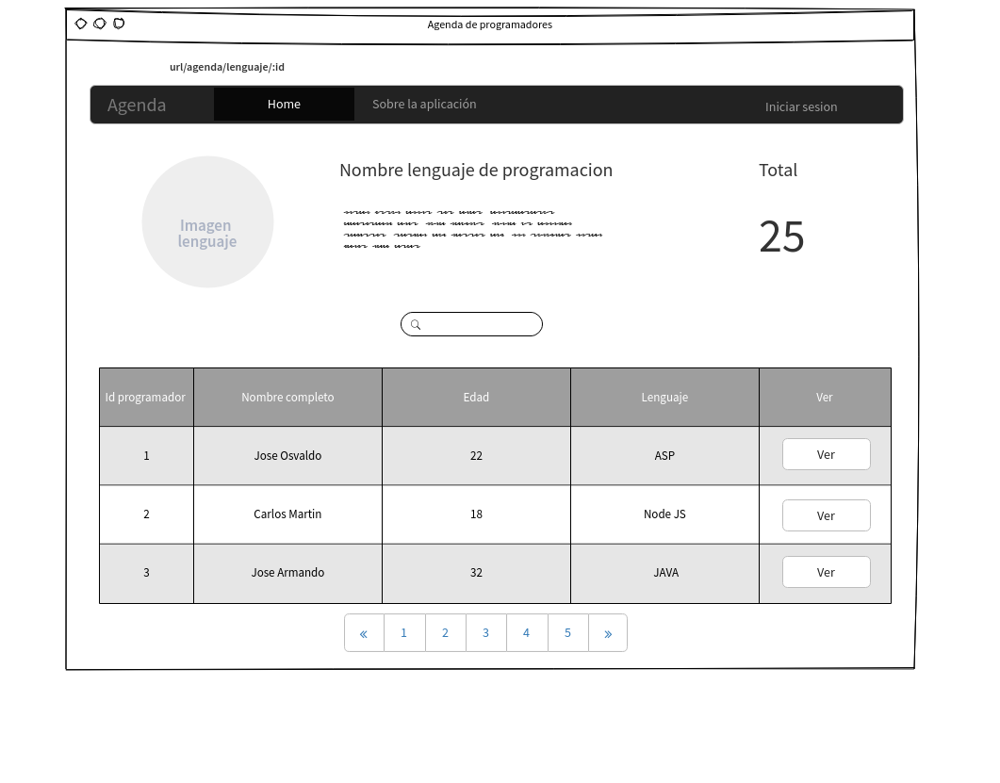 Agenda de programadores
url/agenda/lenguaje/:id
Agenda Home Sobre la aplicación Iniciar sesion
Nombre lenguaje de programacion Total
Imagen
lenguaje
25
Id programador Nombre completo Edad Lenguaje Ver
1 Jose Osvaldo 22 ASP Ver
2 Carlos Martin 18 Node JS Ver
3 Jose Armando 32 JAVA Ver
« 1 2 3 4 5 »